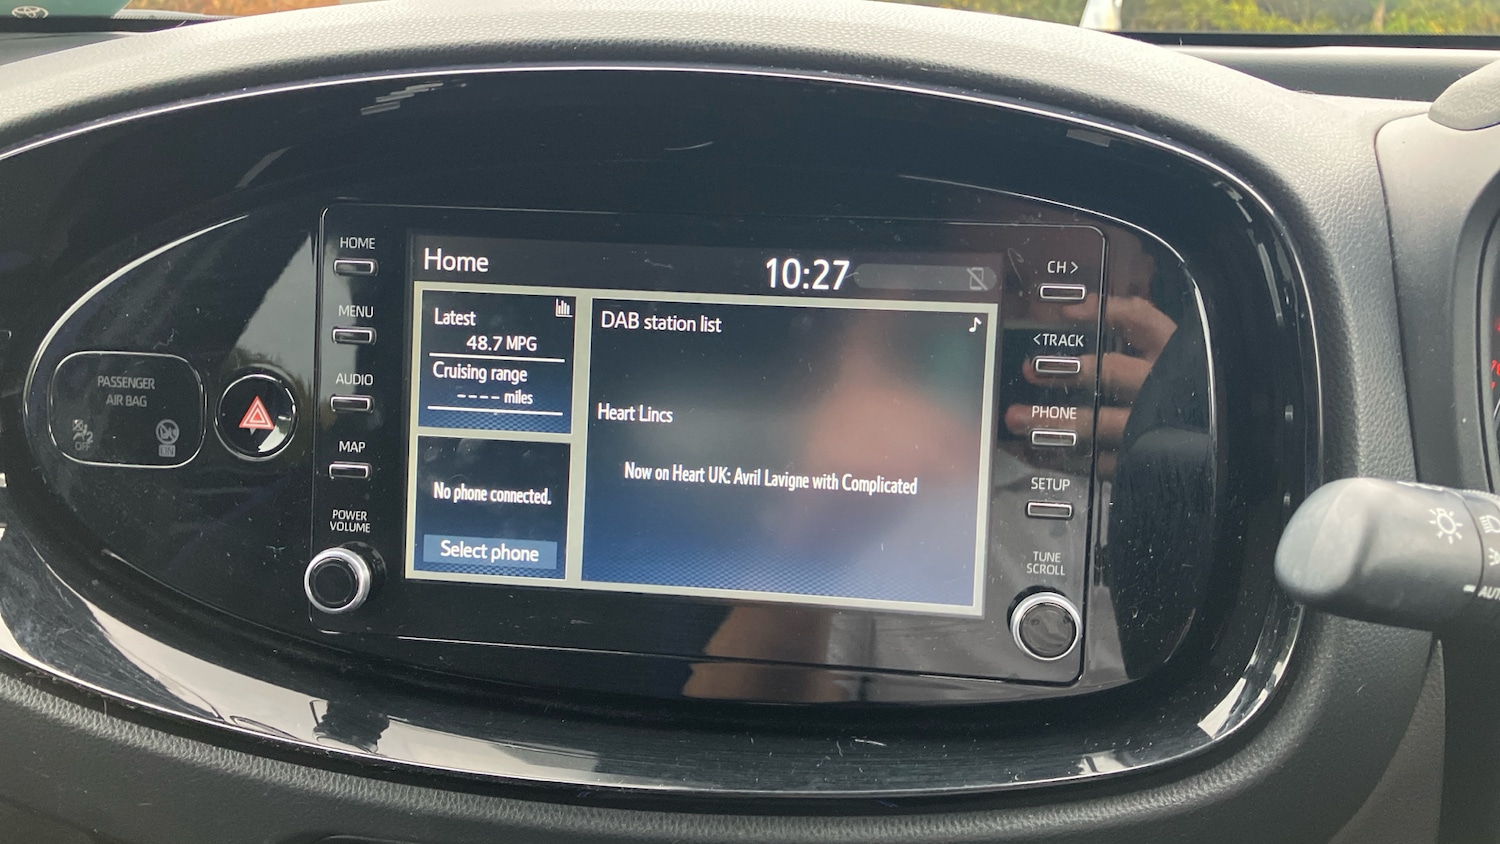 HOME
MENU
AUDIO
MAP
POWER
VOLUME
PASSENGER
AIR BAG
OFF
ON
Home
10:27
Latest
48.7 MPG
Cruising range
---- miles
No phone connected.
Select phone
DAB station list
Heart Lincs
Now on Heart UK: Avril Lavigne with Complicated
CH >
< TRACK
PHONE
SETUP
TUNE
SCROLL